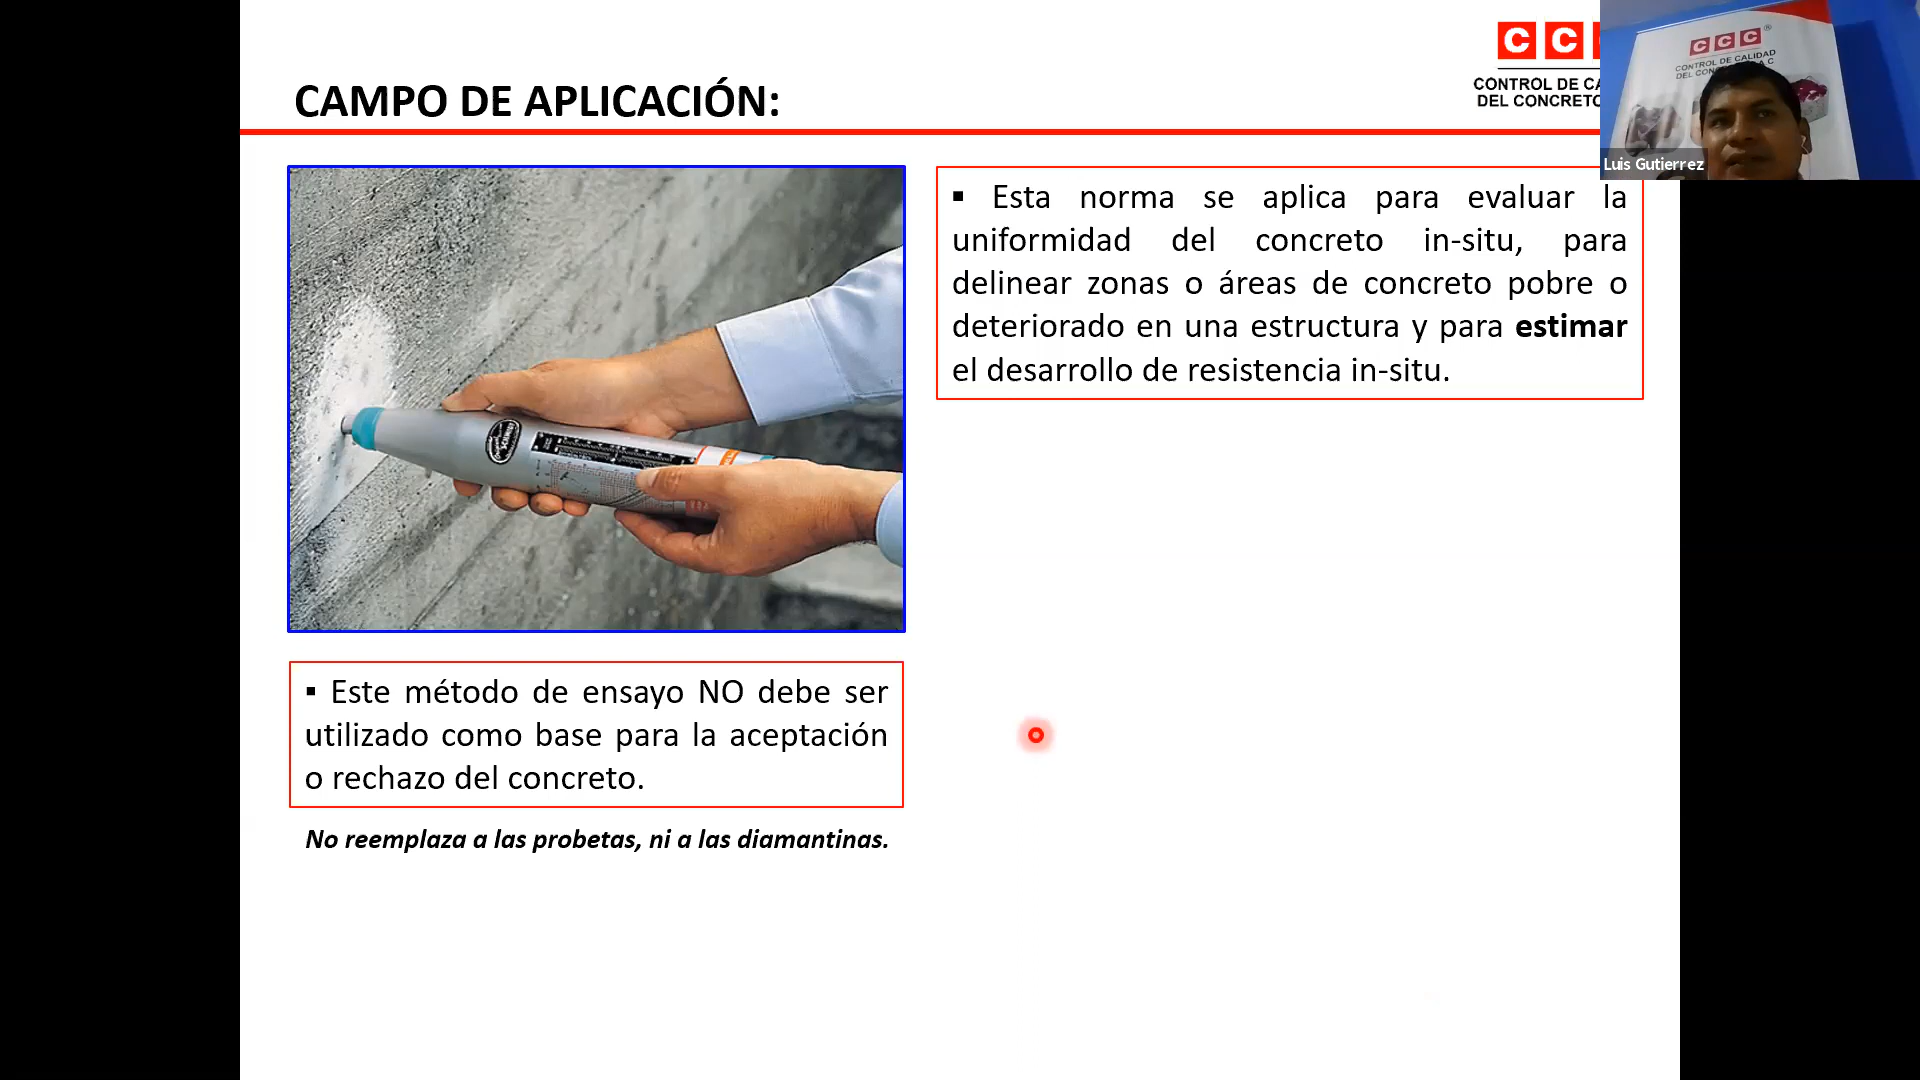 CAMPO DE APLICACIÓN:
CCC
CONTROL DE CALIDAD
DEL CONCRETO
Luis Gutierrez
▪ Esta norma se aplica para evaluar la
uniformidad del concreto in-situ, para
delinear zonas o áreas de concreto pobre o
deteriorado en una estructura y para estimar
el desarrollo de resistencia in-situ.
▪ Este método de ensayo NO debe ser
utilizado como base para la aceptación
o rechazo del concreto.
No reemplaza a las probetas, ni a las diamantinas.